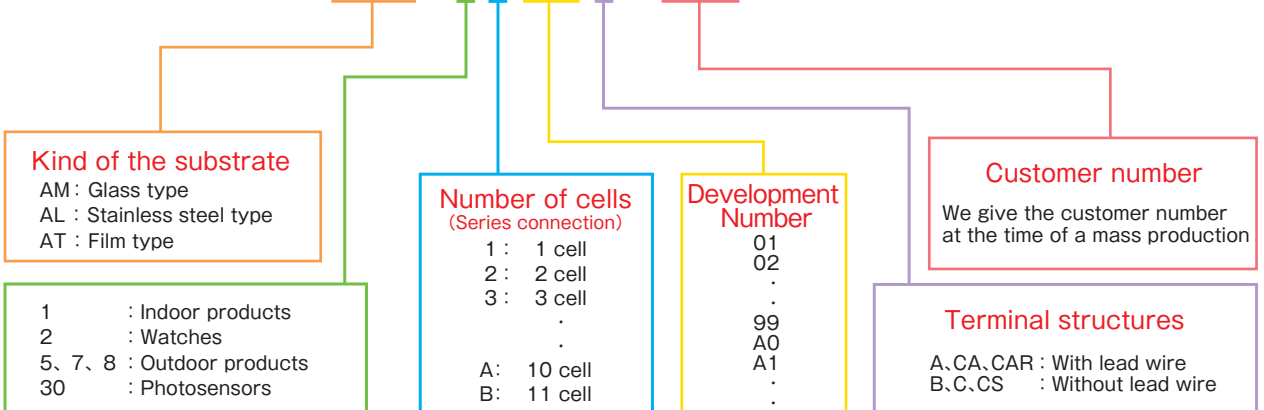 Kind of the substrate
AM : Glass type
AL : Stainless steel type
AT : Film type
1 : Indoor products
2 : Watches
5、7、8 : Outdoor products
30 : Photosensors
Number of cells
(Series connection)
1 : 1 cell
2 : 2 cell
3 : 3 cell
·
·
A: 10 cell
B: 11 cell
Development
Number
01
02
·
·
99
A0
A1
·
·
Customer number
We give the customer number
at the time of a mass production
Terminal structures
A、CA、CAR : With lead wire
B、C、CS : Without lead wire